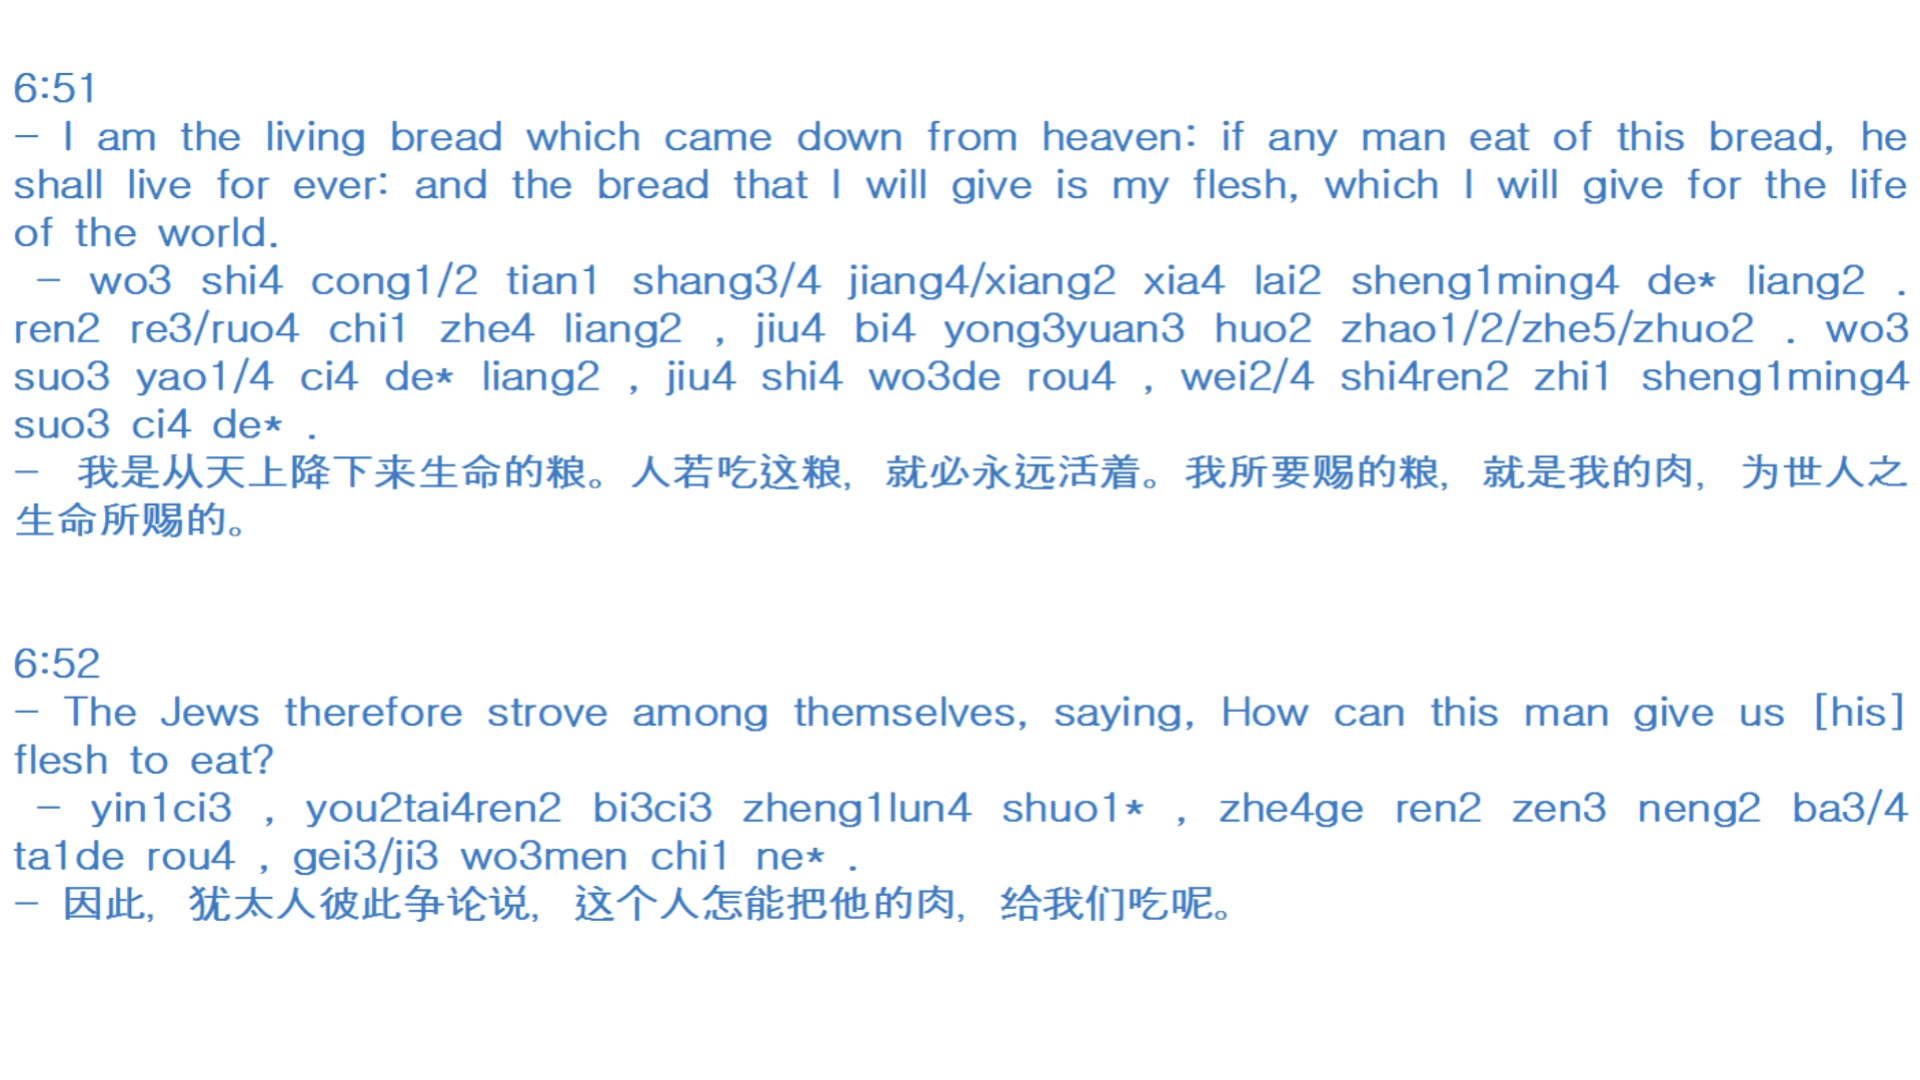 6:51
- I am the living bread which came down from heaven: if any man eat of this bread, he
shall live for ever: and the bread that I will give is my flesh, which I will give for the life
of the world.
- wo3 shi4 cong1/2 tian1 shang3/4 jiang4/xiang2 xia4 lai2 sheng1ming4 de* liang2 .
ren2 re3/ruo4 chi1 zhe4 liang2 , jiu4 bi4 yong3yuan3 huo2 zhao1/2/zhe5/zhuo2 . wo3
suo3 yao1/4 ci4 de* liang2 , jiu4 shi4 wo3de rou4 , wei2/4 shi4ren2 zhi1 sheng1ming4
suo3 ci4 de* .
- 我是从天上降下来生命的粮。人若吃这粮, 就必永远活着。我所要赐的粮, 就是我的肉, 为世人之
生命所赐的。
6:52
- The Jews therefore strove among themselves, saying, How can this man give us [his]
flesh to eat?
- yin1ci3 , you2tai4ren2 bi3ci3 zheng1lun4 shuo1* , zhe4ge ren2 zen3 neng2 ba3/4
ta1de rou4 , gei3/ji3 wo3men chi1 ne* .
- 因此, 犹太人彼此争论说, 这个人怎能把他的肉, 给我们吃呢。